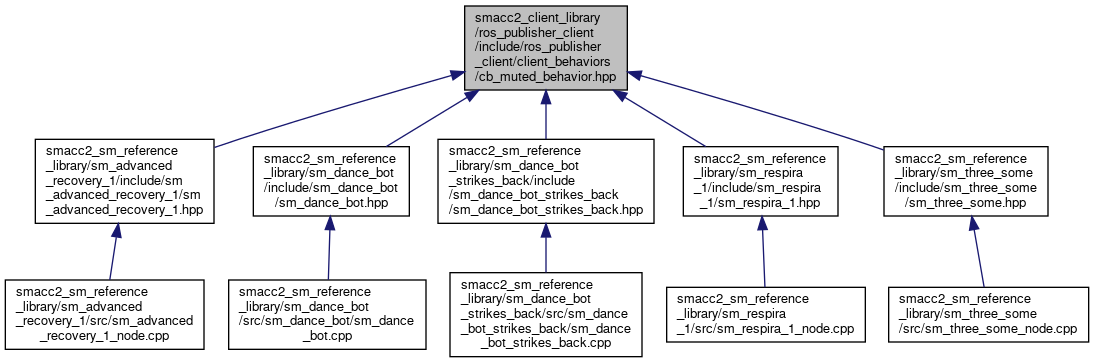 smacc2_client_library
/ros_publisher_client
/include/ros_publisher
_client/client_behaviors
/cb_muted_behavior.hpp
smacc2_sm_reference
_library/sm_advanced
_recovery_1/include/sm
_advanced_recovery_1/sm
_advanced_recovery_1.hpp
smacc2_sm_reference
_library/sm_dance_bot
/include/sm_dance_bot
/sm_dance_bot.hpp
smacc2_sm_reference
_library/sm_dance_bot
_strikes_back/include
/sm_dance_bot_strikes_back
/sm_dance_bot_strikes_back.hpp
smacc2_sm_reference
_library/sm_respira
_1/include/sm_respira
_1/sm_respira_1.hpp
smacc2_sm_reference
_library/sm_three_some
/include/sm_three_some
/sm_three_some.hpp
smacc2_sm_reference
_library/sm_advanced
_recovery_1/src/sm_advanced
_recovery_1_node.cpp
smacc2_sm_reference
_library/sm_dance_bot
/src/sm_dance_bot/sm_dance
_bot.cpp
smacc2_sm_reference
_library/sm_dance_bot
_strikes_back/src/sm_dance
_bot_strikes_back/sm_dance
_bot_strikes_back.cpp
smacc2_sm_reference
_library/sm_respira
_1/src/sm_respira_1_node.cpp
smacc2_sm_reference
_library/sm_three_some
/src/sm_three_some_node.cpp